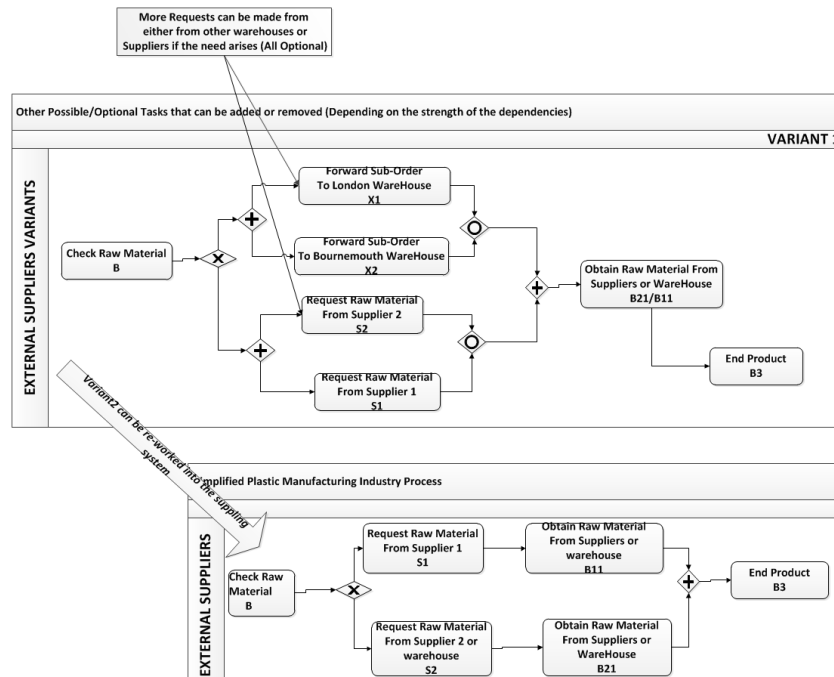 More Requests can be made from
either from other warehouses or
Suppliers if the need arises (All Optional)
Other Possible/Optional Tasks that can be added or removed (Depending on the strength of the dependencies)
VARIANT 1
EXTERNAL SUPPLIERS VARIANTS
Check Raw Material
B
Forward Sub-Order
To London WareHouse
X1
Forward Sub-Order
To Bournemouth WareHouse
X2
Request Raw Material
From Supplier 2
S2
Request Raw Material
From Supplier 1
S1
Obtain Raw Material From
Suppliers or WareHouse
B21/B11
End Product
B3
Variant2 can be re-worked into the suppling
system
mplified Plastic Manufacturing Industry Process
EXTERNAL SUPPLIERS
Check Raw
Material
B
Request Raw Material
From Supplier 1
S1
Obtain Raw Material
From Suppliers or
warehouse
B11
Request Raw Material
From Supplier 2 or
warehouse
S2
Obtain Raw Material
From Suppliers or
WareHouse
B21
End Product
B3